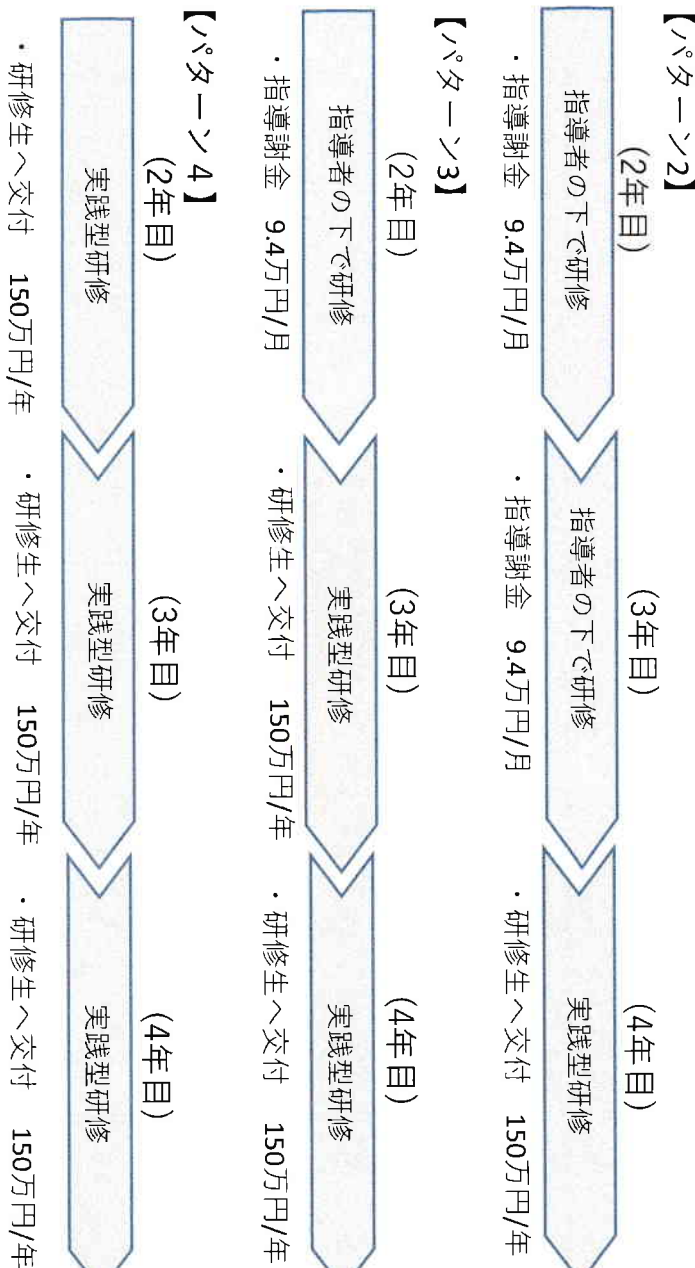 【パターン2】
(2年目) (3年目) (4年目)
指導者の下で研修 指導者の下で研修 実践型研修
・指導謝金 9.4万円/月 ・指導謝金 9.4万円/月 ・研修生へ交付 150万円/年
【パターン3】
(2年目) (3年目) (4年目)
指導者の下で研修 実践型研修 実践型研修
・指導謝金 9.4万円/月 ・研修生へ交付 150万円/年 ・研修生へ交付 150万円/年
【パターン4】
(2年目) (3年目) (4年目)
実践型研修 実践型研修 実践型研修
・研修生へ交付 150万円/年 ・研修生へ交付 150万円/年 ・研修生へ交付 150万円/年